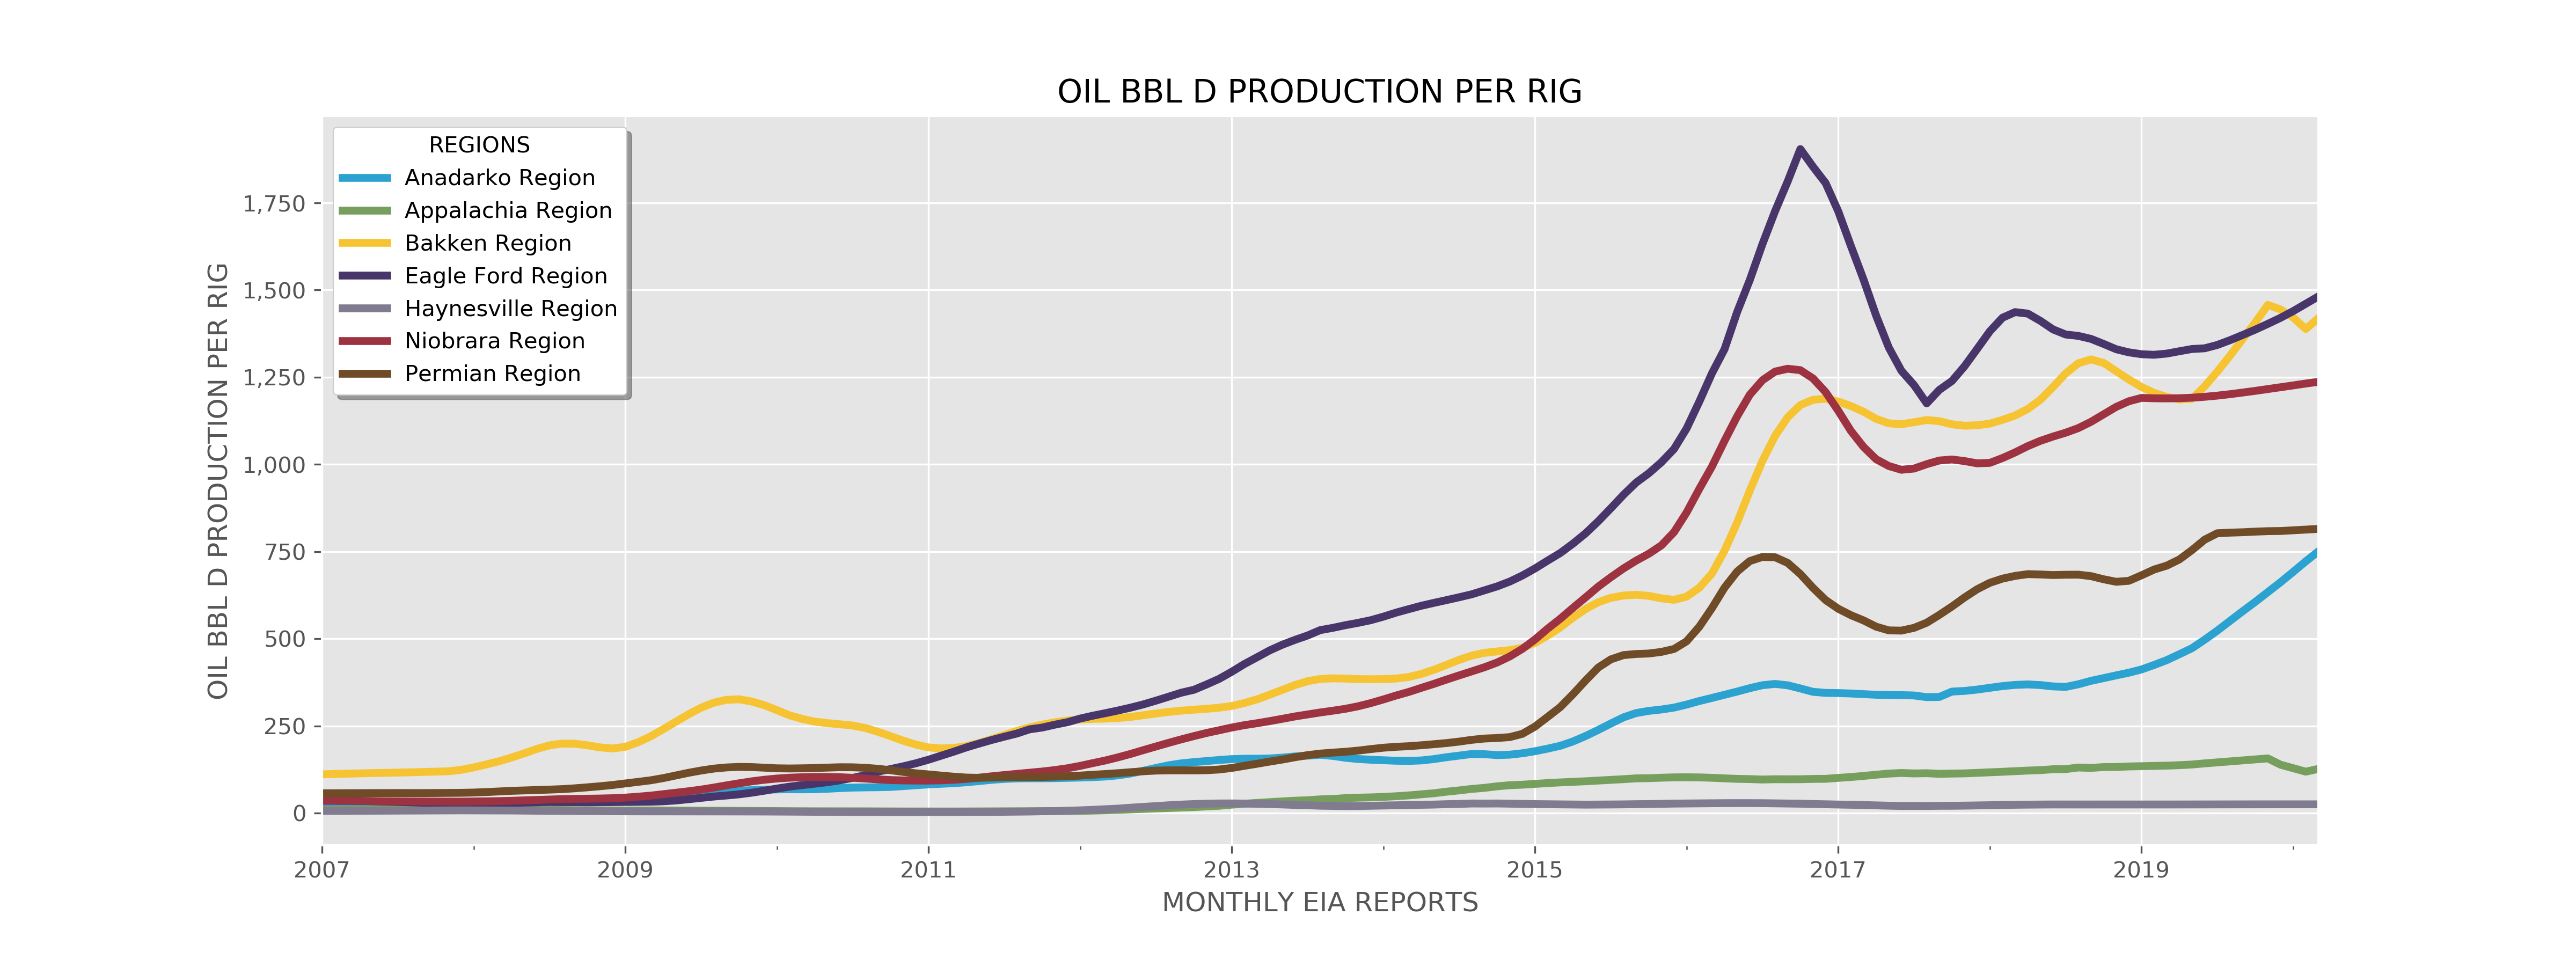 OIL BBL D PRODUCTION PER RIG
REGIONS
Anadarko Region
Appalachia Region
Bakken Region
Eagle Ford Region
Haynesville Region
Niobrara Region
Permian Region
OIL BBL D PRODUCTION PER RIG
1,750
1,500
1,250
1,000
750
500
250
0
2007 2009 2011 2013 2015 2017 2019
MONTHLY EIA REPORTS